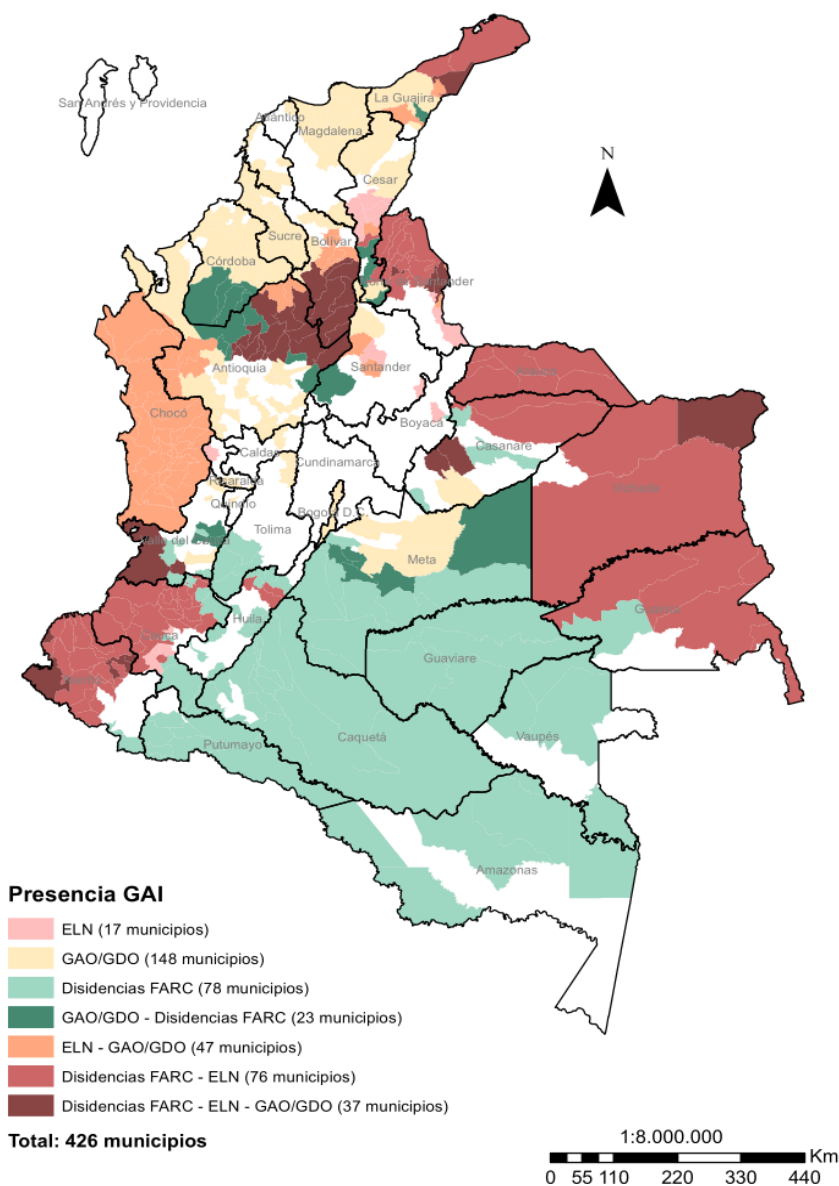 La Guajira
San Andrés y Providencia
Atlántico
Magdalena
Cesar
Sucre
Bolívar
Córdoba
Norte de Santander
Antioquia
Santander
Arauca
Chocó
Boyacá
Casanare
Caldas
Cundinamarca
Risaralda
Vichada
Quindío
Bogotá D.C.
Tolima
Valle del Cauca
Meta
Guainía
Huila
Cauca
Guaviare
Nariño
Caquetá
Vaupés
Putumayo
Amazonas
N
Presencia GAI
ELN (17 municipios)
GAO/GDO (148 municipios)
Disidencias FARC (78 municipios)
GAO/GDO - Disidencias FARC (23 municipios)
ELN - GAO/GDO (47 municipios)
Disidencias FARC - ELN (76 municipios)
Disidencias FARC - ELN - GAO/GDO (37 municipios)
Total: 426 municipios
1:8.000.000
Km
0 55 110 220 330 440